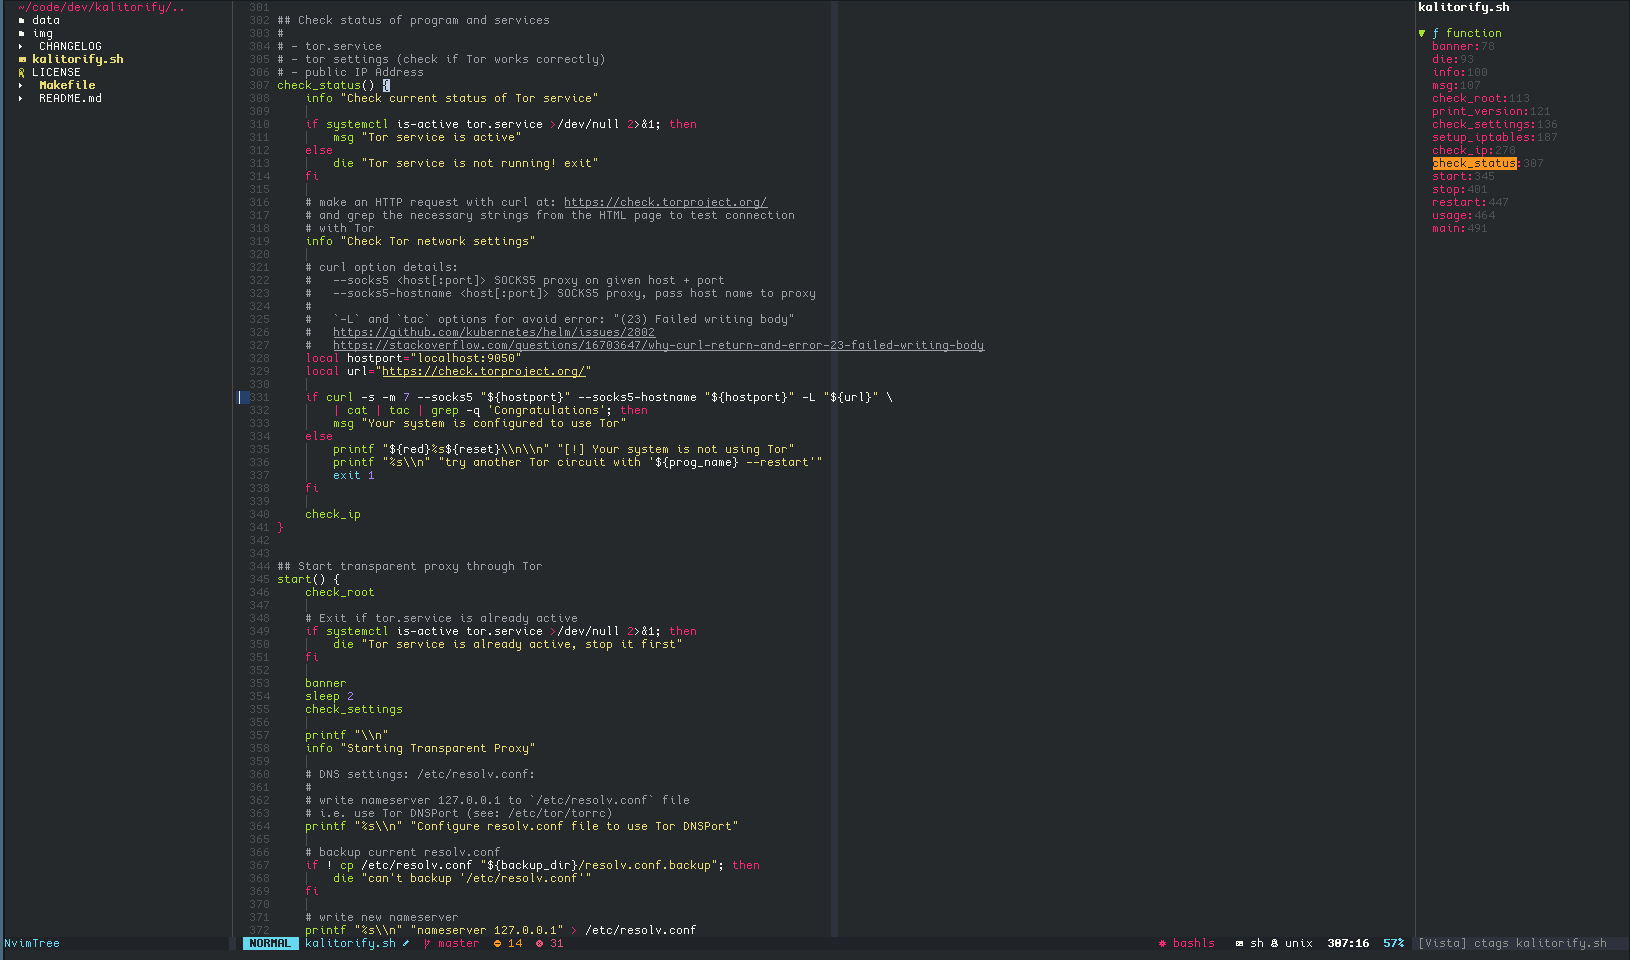 ~/code/dev/kalitorify/..
data
img
CHANGELOG
kalitorify.sh
LICENSE
Makefile
README.md
301
302 ## Check status of program and services
303 #
304 # - tor.service
305 # - tor settings (check if Tor works correctly)
306 # - public IP Address
307 check_status() {
308     info "Check current status of Tor service"
309
310     if systemctl is-active tor.service >/dev/null 2>&1; then
311         msg "Tor service is active"
312     else
313         die "Tor service is not running! exit"
314     fi
315
316     # make an HTTP request with curl at: https://check.torproject.org/
317     # and grep the necessary strings from the HTML page to test connection
318     # with Tor
319     info "Check Tor network settings"
320
321     # curl option details:
322     #   --socks5 <host[:port]> SOCKS5 proxy on given host + port
323     #   --socks5-hostname <host[:port]> SOCKS5 proxy, pass host name to proxy
324     #
325     #   `-L` and `tac` options for avoid error: "(23) Failed writing body"
326     #   https://github.com/kubernetes/helm/issues/2802
327     #   https://stackoverflow.com/questions/16703647/why-curl-return-and-error-23-failed-writing-body
328     local hostport="localhost:9050"
329     local url="https://check.torproject.org/"
330
331     if curl -s -m 7 --socks5 "${hostport}" --socks5-hostname "${hostport}" -L "${url}" \
332         | cat | tac | grep -q 'Congratulations'; then
333         msg "Your system is configured to use Tor"
334     else
335         printf "${red}%s${reset}\\n\\n" "[!] Your system is not using Tor"
336         printf "%s\\n" "try another Tor circuit with '${prog_name} --restart'"
337         exit 1
338     fi
339
340     check_ip
341 }
342
343
344 ## Start transparent proxy through Tor
345 start() {
346     check_root
347
348     # Exit if tor.service is already active
349     if systemctl is-active tor.service >/dev/null 2>&1; then
350         die "Tor service is already active, stop it first"
351     fi
352
353     banner
354     sleep 2
355     check_settings
356
357     printf "\\n"
358     info "Starting Transparent Proxy"
359
360     # DNS settings: /etc/resolv.conf:
361     #
362     # write nameserver 127.0.0.1 to `/etc/resolv.conf` file
363     # i.e. use Tor DNSPort (see: /etc/tor/torrc)
364     printf "%s\\n" "Configure resolv.conf file to use Tor DNSPort"
365
366     # backup current resolv.conf
367     if ! cp /etc/resolv.conf "${backup_dir}/resolv.conf.backup"; then
368         die "can't backup '/etc/resolv.conf'"
369     fi
370
371     # write new nameserver
372     printf "%s\\n" "nameserver 127.0.0.1" > /etc/resolv.conf
kalitorify.sh
▼ ƒ function
banner:78
die:93
info:100
msg:107
check_root:113
print_version:121
check_settings:136
setup_iptables:187
check_ip:278
check_status:307
start:345
stop:401
restart:447
usage:464
main:491
NvimTree
NORMAL kalitorify.sh master 14 31 bashls sh unix 307:16 57%
[Vista] ctags kalitorify.sh